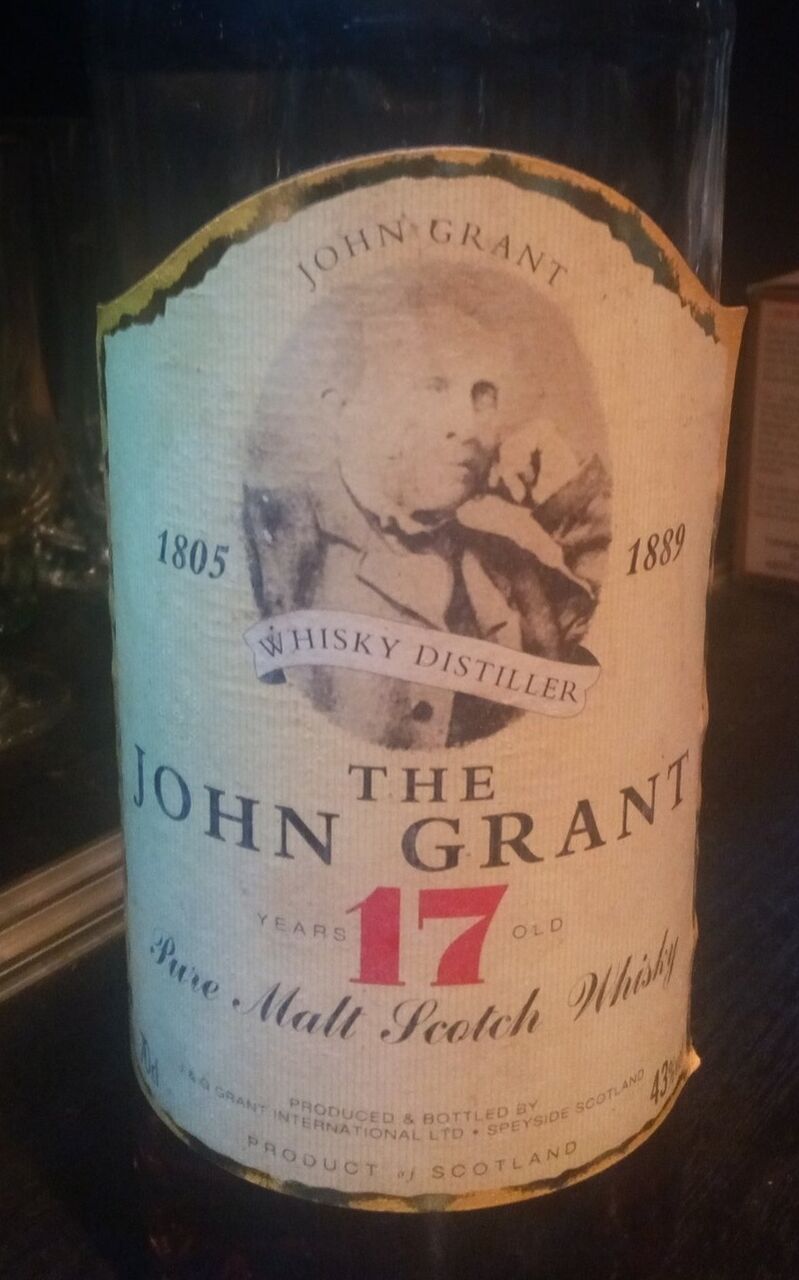 JOHN GRANT
1805
1889
WHISKY DISTILLER
THE
JOHN GRANT
YEARS 17 OLD
Pure Malt Scotch Whisky
70cl
43%
PRODUCED & BOTTLED BY
J & G GRANT INTERNATIONAL LTD • SPEYSIDE SCOTLAND
PRODUCT of SCOTLAND